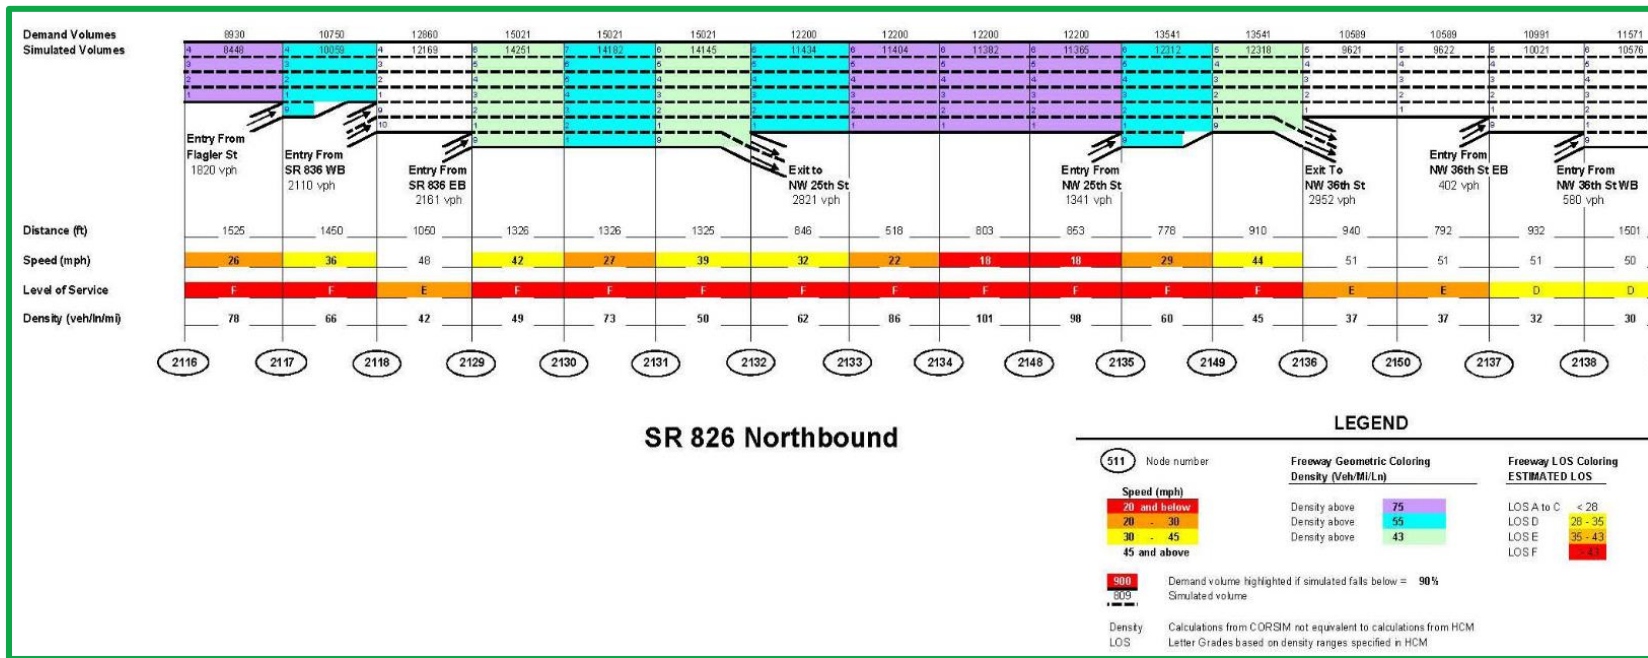 Demand Volumes 8930 10750 12860 15021 15021 15021 12200 12200 12200 12200 13541 13541 10589 10589 10991 11571
Simulated Volumes 8448 10059 12169 14251 14182 14145 11434 11404 11382 11365 12312 12318 9621 9622 10021 10576
Entry From
Flagler St
1820 vph
Entry From
SR 836 WB
2110 vph
Entry From
SR 836 EB
2161 vph
Exit to
NW 25th St
2821 vph
Entry From
NW 25th St
1341 vph
Exit To
NW 36th St
2952 vph
Entry From
NW 36th St EB
402 vph
Entry From
NW 36th St WB
580 vph
Distance (ft) 1525 1450 1050 1326 1326 1325 846 518 803 853 778 910 940 792 932 1501
Speed (mph) 26 36 48 42 27 39 32 22 18 18 29 44 51 51 51 50
Level of Service F F E F F F F F F F F F E E D D
Density (veh/ln/mi) 78 66 42 49 73 50 62 86 101 98 60 45 37 37 32 30
2116 2117 2118 2129 2130 2131 2132 2133 2134 2148 2135 2149 2136 2150 2137 2138
SR 826 Northbound
LEGEND
511 Node number
Speed (mph)
20 and below
20 - 30
30 - 45
45 and above
Freeway Geometric Coloring
Density (Veh/Mi/Ln)
Density above 75
Density above 55
Density above 43
Freeway LOS Coloring
ESTIMATED LOS
LOS A to C < 28
LOS D 28 - 35
LOS E 35 - 43
LOS F > 43
900 Demand volume highlighted if simulated falls below = 90%
809 Simulated volume
Density Calculations from CORSIM not equivalent to calculations from HCM
LOS Letter Grades based on density ranges specified in HCM